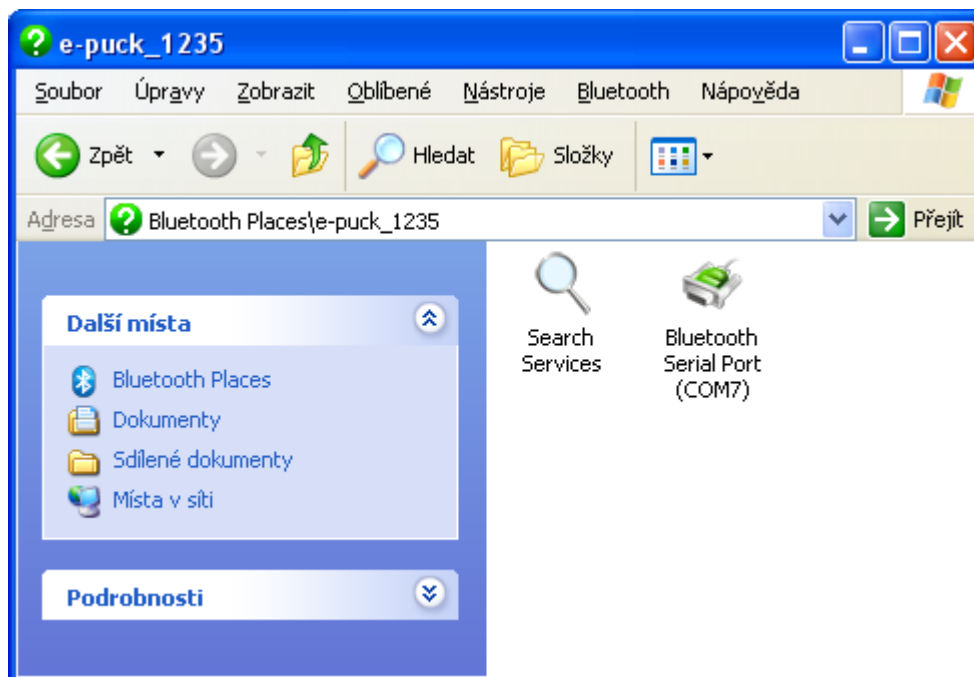 e-puck_1235
Soubor Úpravy Zobrazit Oblíbené Nástroje Bluetooth Nápověda
Zpět Hledat Složky
Adresa Bluetooth Places\e-puck_1235 Přejít
Další místa
Bluetooth Places
Dokumenty
Sdílené dokumenty
Místa v síti
Podrobnosti
Search
Services
Bluetooth
Serial Port
(COM7)